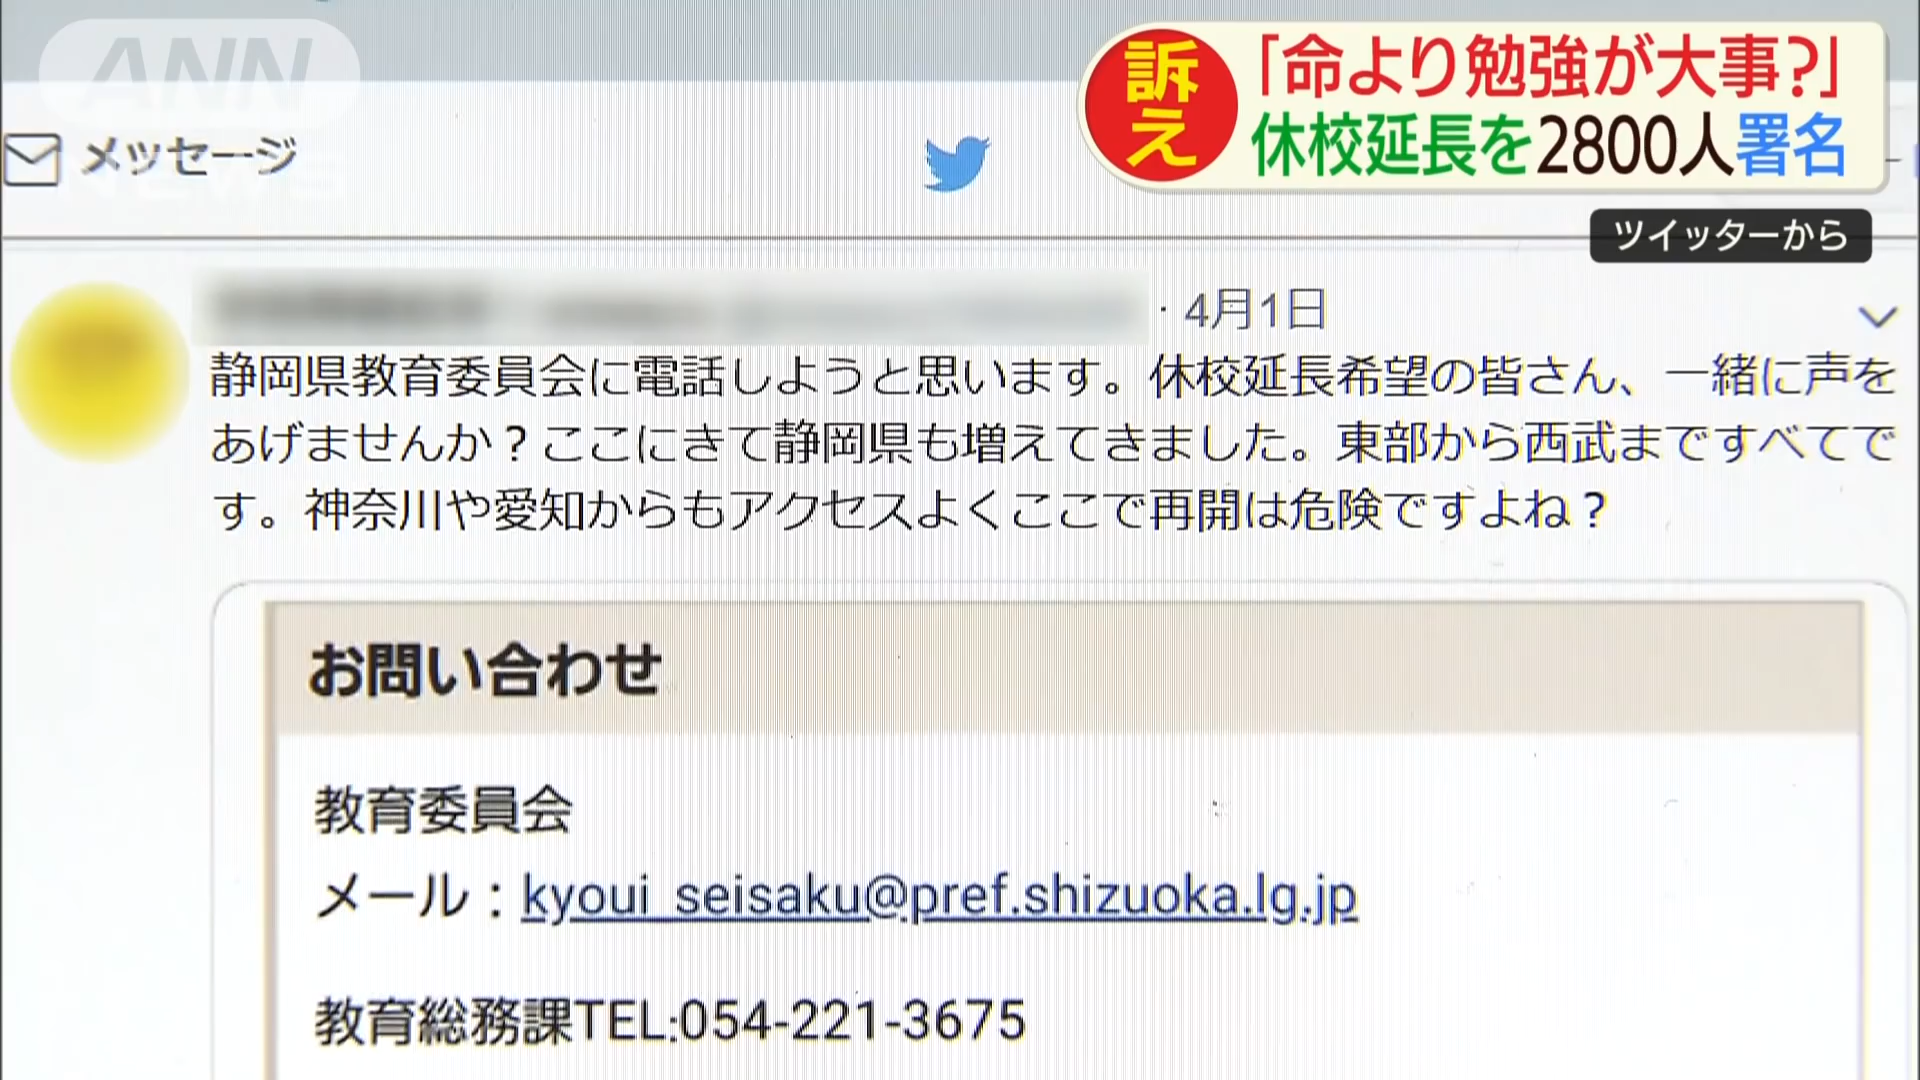 ANN
NEWS
訴え
「命より勉強が大事?」
休校延長を2800人署名
メッセージ
ツイッターから
· 4月1日
静岡県教育委員会に電話しようと思います。休校延長希望の皆さん、一緒に声を
あげませんか？ここにきて静岡県も増えてきました。東部から西武まですべてで
す。神奈川や愛知からもアクセスよくここで再開は危険ですよね？
お問い合わせ
教育委員会
メール：kyoui_seisaku@pref.shizuoka.lg.jp
教育総務課TEL:054-221-3675